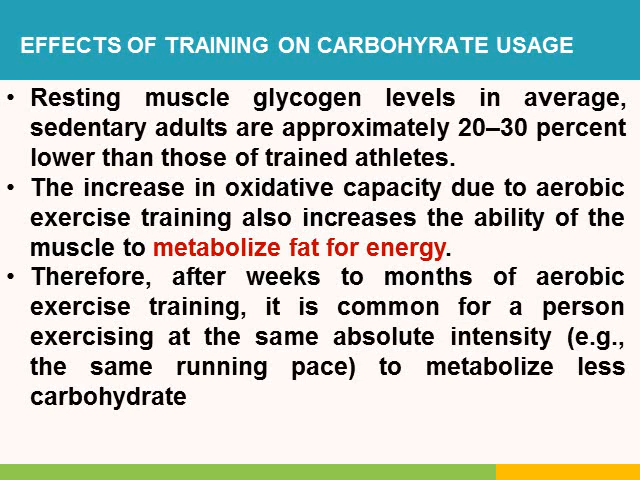 EFFECTS OF TRAINING ON CARBOHYRATE USAGE
• Resting muscle glycogen levels in average,
sedentary adults are approximately 20–30 percent
lower than those of trained athletes.
• The increase in oxidative capacity due to aerobic
exercise training also increases the ability of the
muscle to metabolize fat for energy.
• Therefore, after weeks to months of aerobic
exercise training, it is common for a person
exercising at the same absolute intensity (e.g.,
the same running pace) to metabolize less
carbohydrate